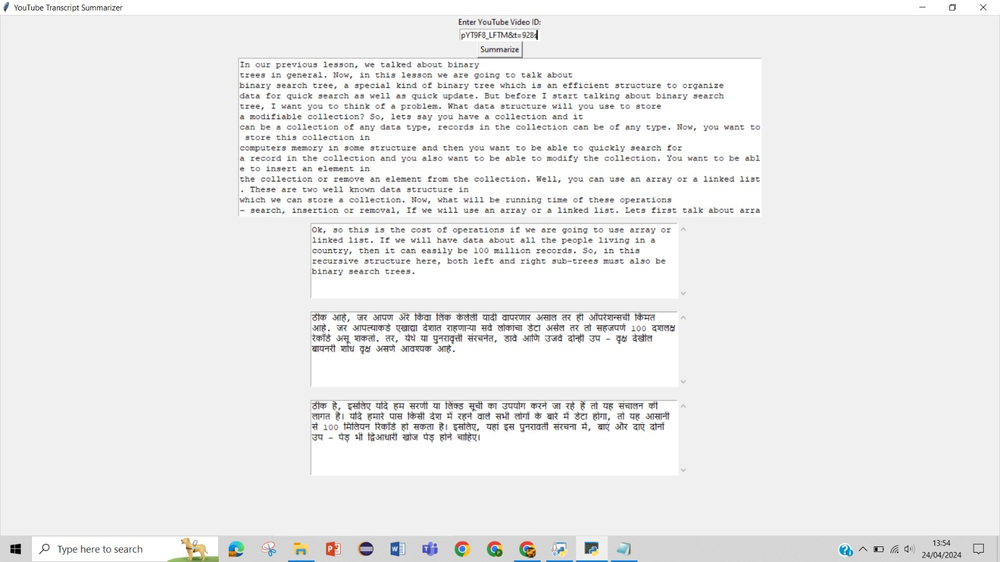 YouTube Transcript Summarizer
Enter YouTube Video ID:
pYT9F8_LFTM&t=928s
Summarize
In our previous lesson, we talked about binary
trees in general. Now, in this lesson we are going to talk about
binary search tree, a special kind of binary tree which is an efficient structure to organize
data for quick search as well as quick update. But before I start talking about binary search
tree, I want you to think of a problem. What data structure will you use to store
a modifiable collection? So, lets say you have a collection and it
can be a collection of any data type, records in the collection can be of any type. Now, you want to
store this collection in
computers memory in some structure and then you want to be able to quickly search for
a record in the collection and you also want to be able to modify the collection. You want to be abl
e to insert an element in
the collection or remove an element from the collection. Well, you can use an array or a linked list
. These are two well known data structure in
which we can store a collection. Now, what will be running time of these operations
- search, insertion or removal, If we will use an array or a linked list. Lets first talk about arra
Ok, so this is the cost of operations if we are going to use array or
linked list. If we will have data about all the people living in a
country, then it can easily be 100 million records. So, in this
recursive structure here, both left and right sub-trees must also be
binary search trees.
ठीक आहे, जर आपण अ‍ॅरे किंवा लिंक केलेली यादी वापरणार असाल तर ही ऑपरेशन्सची किंमत
आहे. जर आपल्याकडे एखाद्या देशात राहणाऱ्या सर्व लोकांचा डेटा असेल तर तो सहजपणे 100 दशलक्ष
रेकॉर्ड असू शकतो. तर, येथे या पुनरावृत्ती संरचनेत, डावे आणि उजवे दोन्ही उप - वृक्ष देखील
बायनरी शोध वृक्ष असणे आवश्यक आहे.
ठीक है, इसलिए यदि हम सरणी या लिंक्ड सूची का उपयोग करने जा रहे हैं तो यह संचालन की
लागत है। यदि हमारे पास किसी देश में रहने वाले सभी लोगों के बारे में डेटा होगा, तो यह आसानी
से 100 मिलियन रिकॉर्ड हो सकता है। इसलिए, यहां इस पुनरावर्ती संरचना में, बाएं और दाएं दोनों
उप - पेड़ भी द्विआधारी खोज पेड़ होने चाहिए।
Type here to search
13:54
24/04/2024